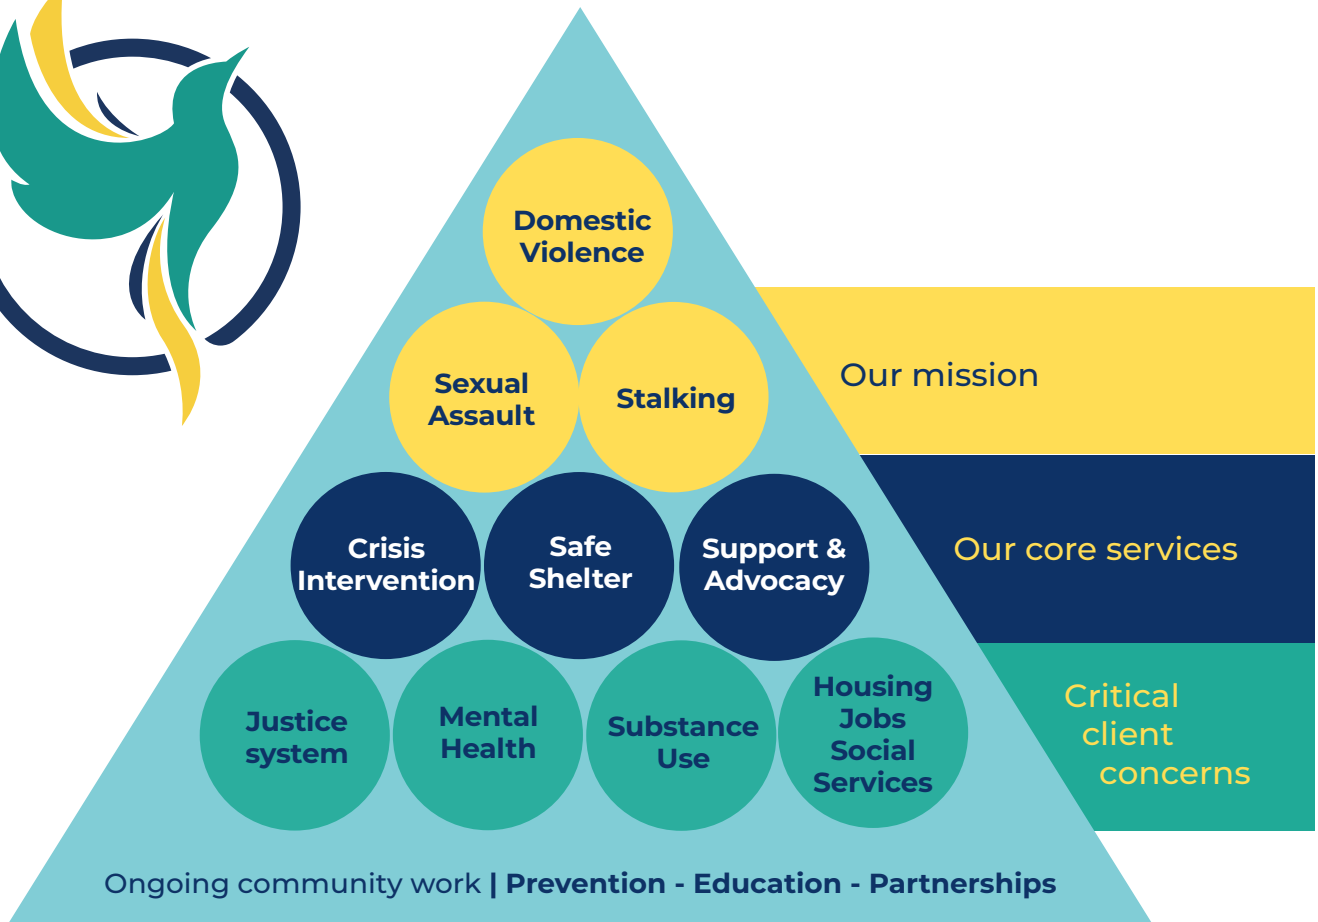 Domestic
Violence
Sexual
Assault
Stalking
Our mission
Crisis
Intervention
Safe
Shelter
Support &
Advocacy
Our core services
Justice
system
Mental
Health
Substance
Use
Housing
Jobs
Social
Services
Critical
client
concerns
Ongoing community work | Prevention - Education - Partnerships